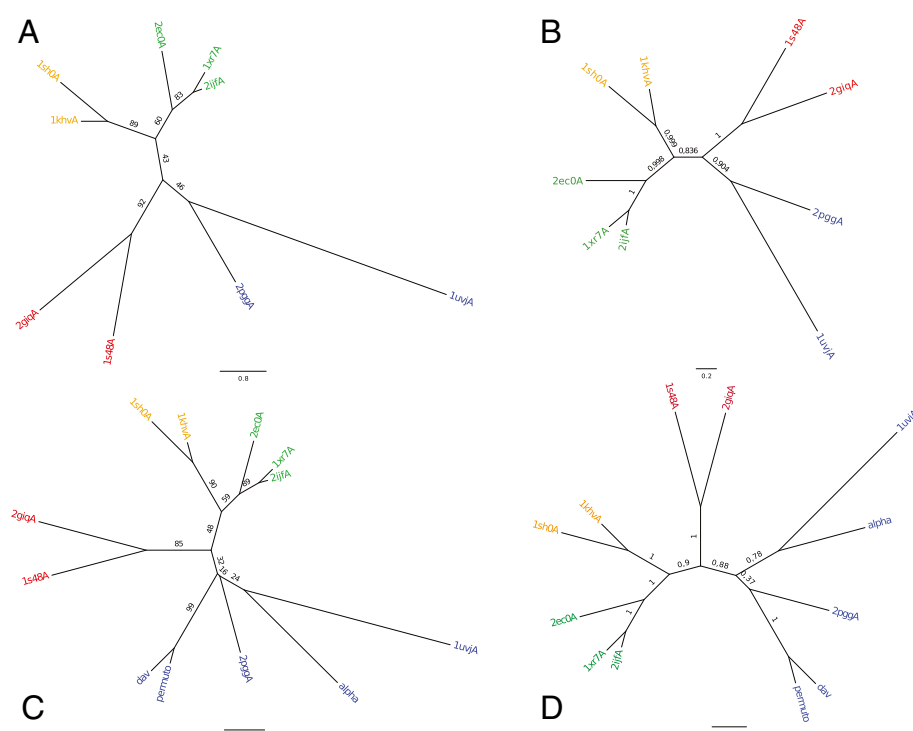 A
2ec0A
1xr7A
2ijfA
1sh0A
1khvA
83
60
89
43
46
92
2giqA
1s48A
2pggA
1uvjA
0.8
B
1s48A
2giqA
1sh0A
1khvA
0,999
0,836
1
0,904
0,998
1
2ec0A
1xr7A
2ijfA
2pggA
1uvjA
0.2
C
1sh0A
1khvA
2ec0A
1xr7A
2ijfA
90
59
89
48
2giqA
85
1s48A
32
16
24
99
dav
permuto
2pggA
alpha
1uvjA
D
1s48A
2giqA
1uvjA
alpha
1khvA
1sh0A
1
1
0,9
0,88
0,78
0,37
1
1
1
2ec0A
1xr7A
2ijfA
2pggA
dav
permuto